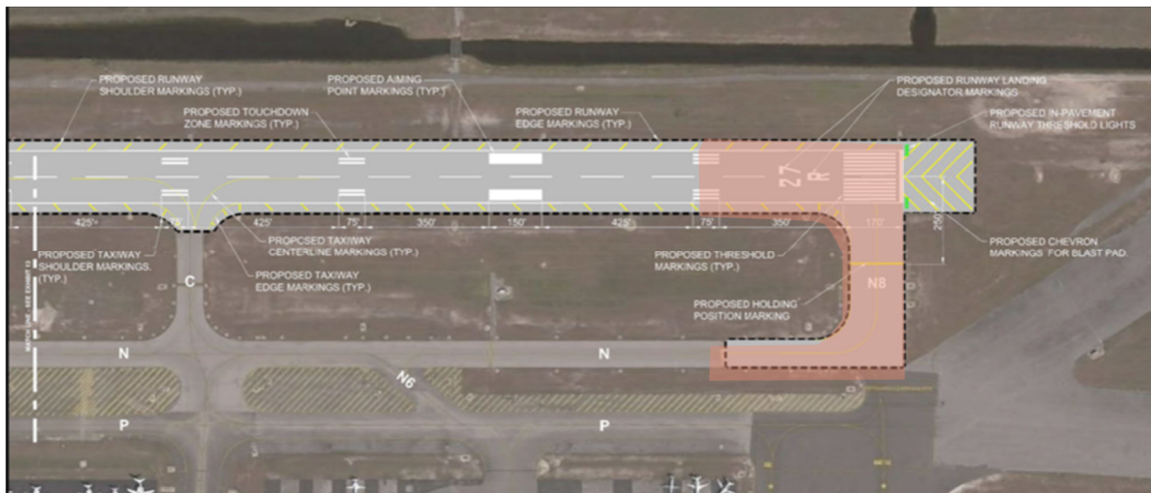 PROPOSED RUNWAY
SHOULDER MARKINGS (TYP.)
PROPOSED AIMING
POINT MARKINGS (TYP.)
PROPOSED RUNWAY LANDING
DESIGNATOR MARKINGS
PROPOSED TOUCHDOWN
ZONE MARKINGS (TYP.)
PROPOSED RUNWAY
EDGE MARKINGS (TYP.)
PROPOSED IN-PAVEMENT
RUNWAY THRESHOLD LIGHTS
27
R
425'
75'
425'
75'
350'
150'
350'
75'
350'
170'
250'
PROPOSED TAXIWAY
SHOULDER MARKINGS.
(TYP.)
PROPOSED TAXIWAY
CENTERLINE MARKINGS (TYP.)
PROPOSED TAXIWAY
EDGE MARKINGS (TYP.)
PROPOSED THRESHOLD
MARKINGS (TYP.)
PROPOSED CHEVRON
MARKINGS FOR BLAST PAD.
PROPOSED HOLDING
POSITION MARKING
C
N8
N
N6
N
P
P